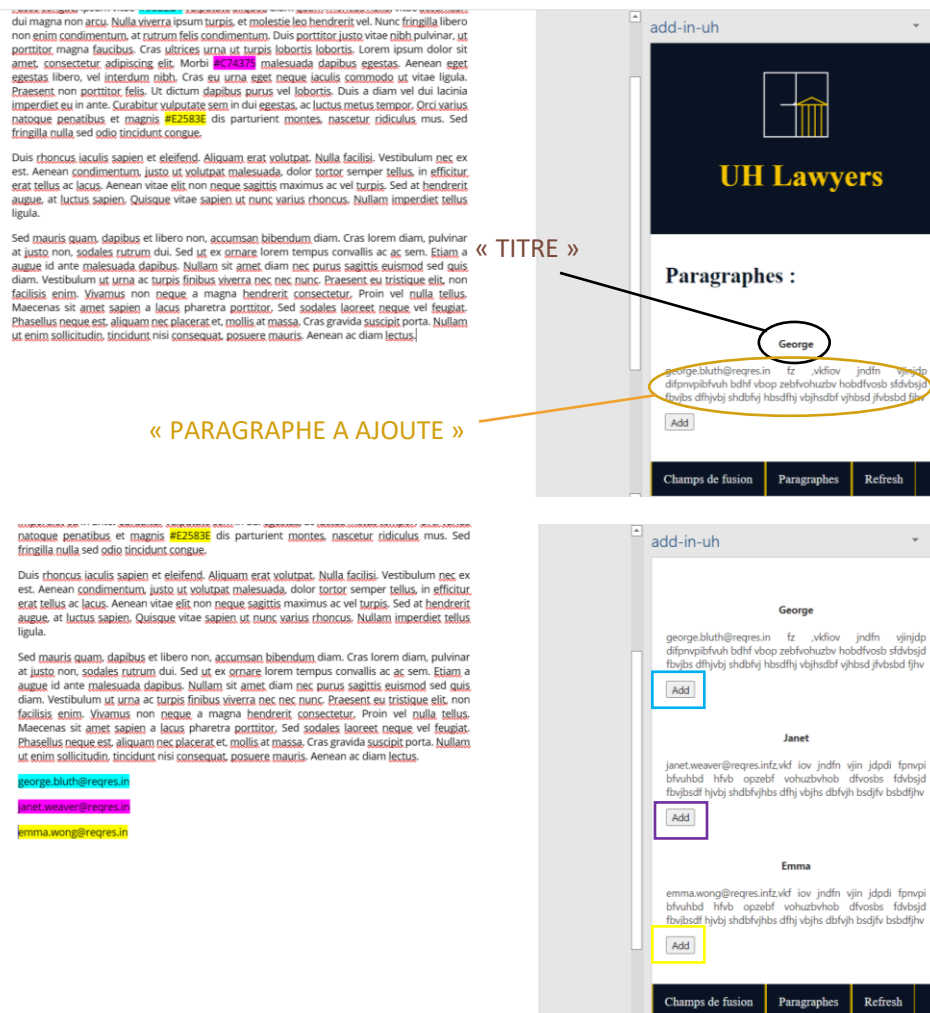 dui magna non arcu. Nulla viverra ipsum turpis, et molestie leo hendrerit vel. Nunc fringilla libero
non enim condimentum, at rutrum felis condimentum. Duis porttitor justo vitae nibh pulvinar, ut
porttitor magna faucibus. Cras ultrices urna ut turpis lobortis lobortis. Lorem ipsum dolor sit
amet, consectetur adipiscing elit. Morbi #C74375 malesuada dapibus egestas. Aenean eget
egestas libero, vel interdum nibh. Cras eu urna eget neque iaculis commodo ut vitae ligula.
Praesent non porttitor felis. Ut dictum dapibus purus vel lobortis. Duis a diam vel dui lacinia
imperdiet eu in ante. Curabitur vulputate sem in dui egestas, ac luctus metus tempor. Orci varius
natoque penatibus et magnis #E2583E dis parturient montes, nascetur ridiculus mus. Sed
fringilla nulla sed odio tincidunt congue.
Duis rhoncus iaculis sapien et eleifend. Aliquam erat volutpat. Nulla facilisi. Vestibulum nec ex
est. Aenean condimentum, justo ut volutpat malesuada, dolor tortor semper tellus, in efficitur
erat tellus ac lacus. Aenean vitae elit non neque sagittis maximus ac vel turpis. Sed at hendrerit
augue, at luctus sapien. Quisque vitae sapien ut nunc varius rhoncus. Nullam imperdiet tellus
ligula.
Sed mauris quam, dapibus et libero non, accumsan bibendum diam. Cras lorem diam, pulvinar
at justo non, sodales rutrum dui. Sed ut ex ornare lorem tempus convallis ac ac sem. Etiam a
augue id ante malesuada dapibus. Nullam sit amet diam nec purus sagittis euismod sed quis
diam. Vestibulum ut urna ac turpis finibus viverra nec nec nunc. Praesent eu tristique elit, non
facilisis enim. Vivamus non neque a magna hendrerit consectetur. Proin vel nulla tellus.
Maecenas sit amet sapien a lacus pharetra porttitor. Sed sodales laoreet neque vel feugiat.
Phasellus neque est, aliquam nec placerat et, mollis at massa. Cras gravida suscipit porta. Nullam
ut enim sollicitudin, tincidunt nisi consequat, posuere mauris. Aenean ac diam lectus.
« TITRE »
« PARAGRAPHE A AJOUTE »
add-in-uh
UH Lawyers
Paragraphes :
George
george.bluth@reqres.in fz ,vkfiov jndfn vjinjdp
difpnvpibfvuh bdhf vbop zebfvohuzbv hobdfvosb sfdvbsjd
fbvjbs dfhjvbj shdbfvj hbsdfhj vbjhsdbf vjhbsd jfvbsbd fjhv
Add
Champs de fusion Paragraphes Refresh
natoque penatibus et magnis #E2583E dis parturient montes, nascetur ridiculus mus. Sed
fringilla nulla sed odio tincidunt congue.
Duis rhoncus iaculis sapien et eleifend. Aliquam erat volutpat. Nulla facilisi. Vestibulum nec ex
est. Aenean condimentum, justo ut volutpat malesuada, dolor tortor semper tellus, in efficitur
erat tellus ac lacus. Aenean vitae elit non neque sagittis maximus ac vel turpis. Sed at hendrerit
augue, at luctus sapien. Quisque vitae sapien ut nunc varius rhoncus. Nullam imperdiet tellus
ligula.
Sed mauris quam, dapibus et libero non, accumsan bibendum diam. Cras lorem diam, pulvinar
at justo non, sodales rutrum dui. Sed ut ex ornare lorem tempus convallis ac ac sem. Etiam a
augue id ante malesuada dapibus. Nullam sit amet diam nec purus sagittis euismod sed quis
diam. Vestibulum ut urna ac turpis finibus viverra nec nec nunc. Praesent eu tristique elit, non
facilisis enim. Vivamus non neque a magna hendrerit consectetur. Proin vel nulla tellus.
Maecenas sit amet sapien a lacus pharetra porttitor. Sed sodales laoreet neque vel feugiat.
Phasellus neque est, aliquam nec placerat et, mollis at massa. Cras gravida suscipit porta. Nullam
ut enim sollicitudin, tincidunt nisi consequat, posuere mauris. Aenean ac diam lectus.
george.bluth@reqres.in
janet.weaver@reqres.in
emma.wong@reqres.in
add-in-uh
George
george.bluth@reqres.in fz ,vkfiov jndfn vjinjdp
difpnvpibfvuh bdhf vbop zebfvohuzbv hobdfvosb sfdvbsjd
fbvjbs dfhjvbj shdbfvj hbsdfhj vbjhsdbf vjhbsd jfvbsbd fjhv
Add
Janet
janet.weaver@reqres.infz,vkf iov jndfn vjin jdpdi fpnvpi
bfvuhbd hfvb opzebf vohuzbvhob dfvosbs fdvbsjd
fbvjbsdf hjvbj shdbfvjhbs dfhj vbjhs dbfvjh bsdjfv bsbdfjhv
Add
Emma
emma.wong@reqres.infz,vkf iov jndfn vjin jdpdi fpnvpi
bfvuhbd hfvb opzebf vohuzbvhob dfvosbs fdvbsjd
fbvjbsdf hjvbj shdbfvjhbs dfhj vbjhs dbfvjh bsdjfv bsbdfjhv
Add
Champs de fusion Paragraphes Refresh